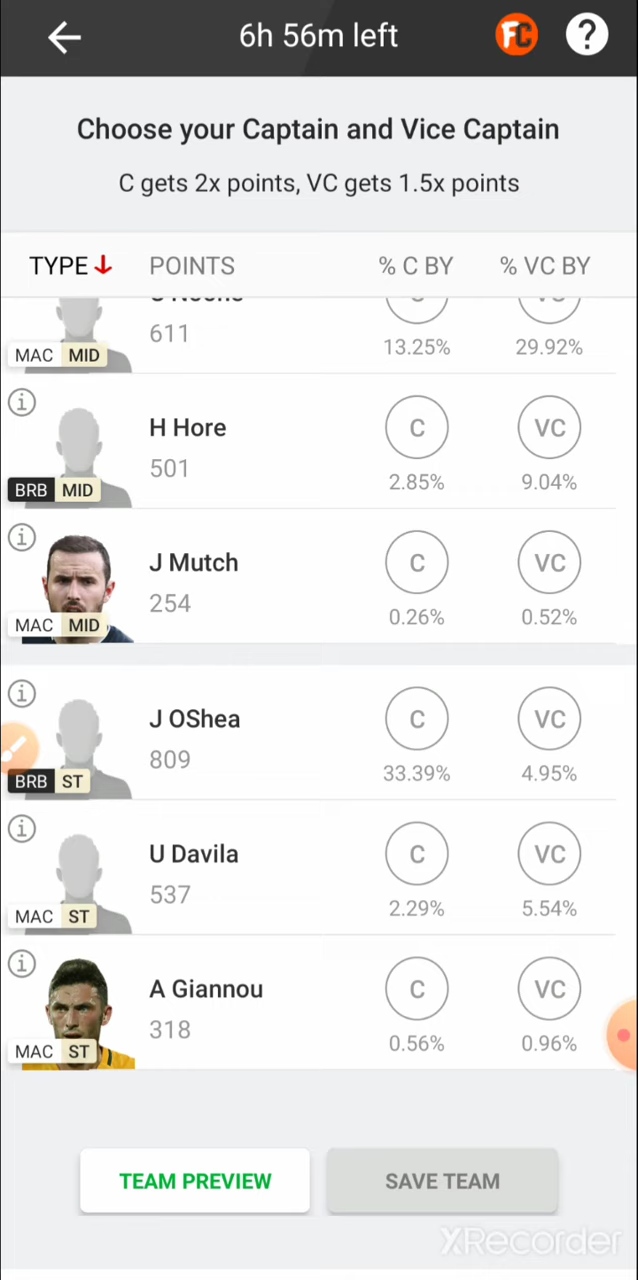 6h 56m left
FC
?
Choose your Captain and Vice Captain
C gets 2x points, VC gets 1.5x points
TYPE POINTS % C BY % VC BY
611
MAC MID 13.25% 29.92%
H Hore C VC
501
BRB MID 2.85% 9.04%
J Mutch C VC
254
MAC MID 0.26% 0.52%
J OShea C VC
809
BRB ST 33.39% 4.95%
U Davila C VC
537
MAC ST 2.29% 5.54%
A Giannou C VC
318
MAC ST 0.56% 0.96%
TEAM PREVIEW SAVE TEAM
XRecorder